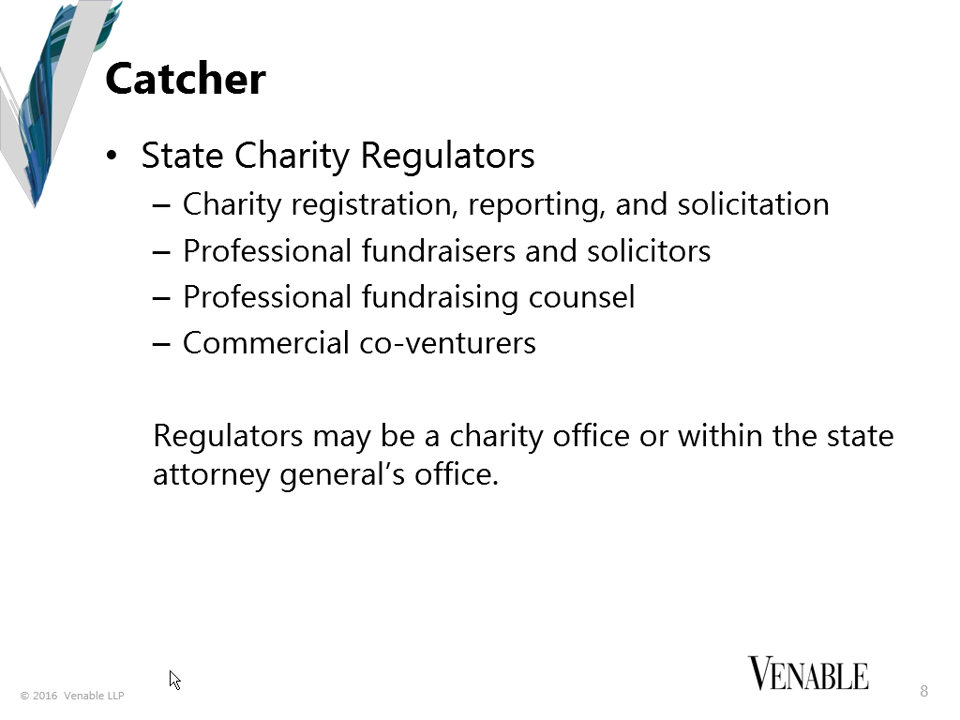 Catcher
• State Charity Regulators
– Charity registration, reporting, and solicitation
– Professional fundraisers and solicitors
– Professional fundraising counsel
– Commercial co-venturers
Regulators may be a charity office or within the state
attorney general’s office.
© 2016 Venable LLP
VENABLE
8